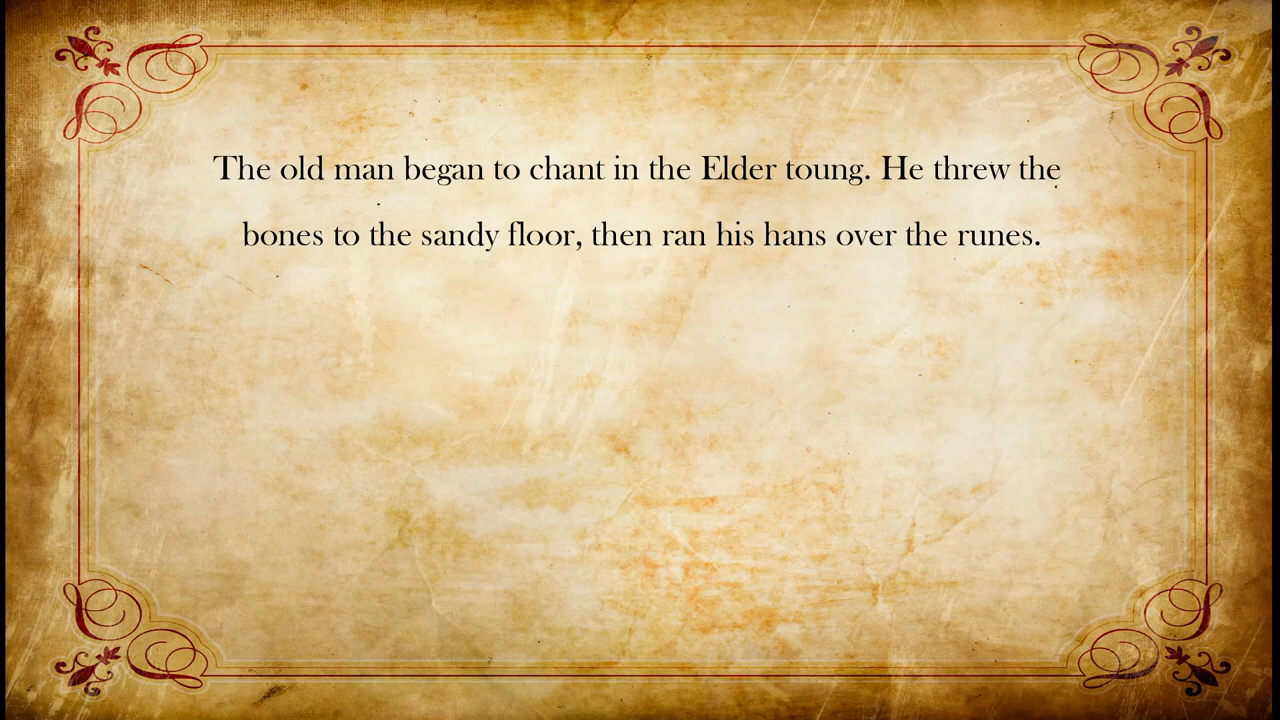 The old man began to chant in the Elder toung. He threw the
bones to the sandy floor, then ran his hans over the runes.